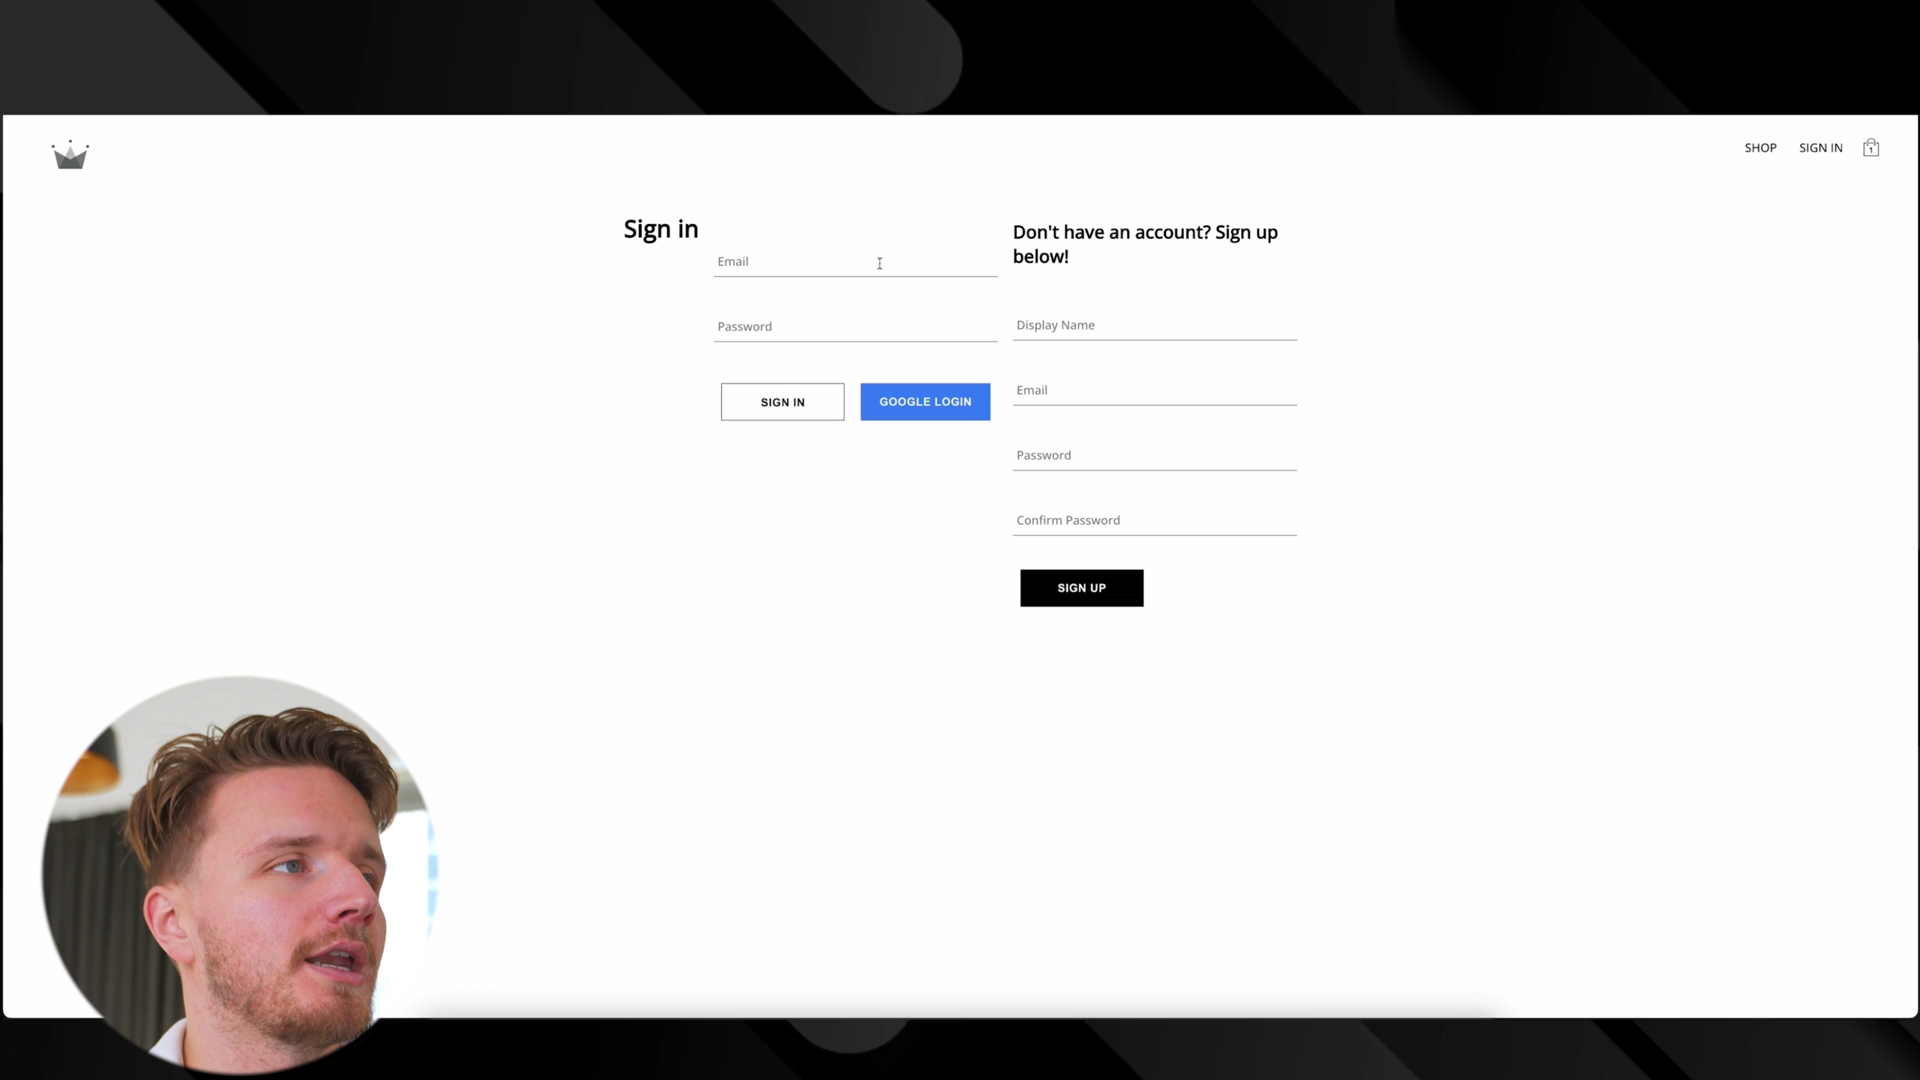 SHOP
SIGN IN
1
Sign in
Email
Password
SIGN IN
GOOGLE LOGIN
Don't have an account? Sign up
below!
Display Name
Email
Password
Confirm Password
SIGN UP